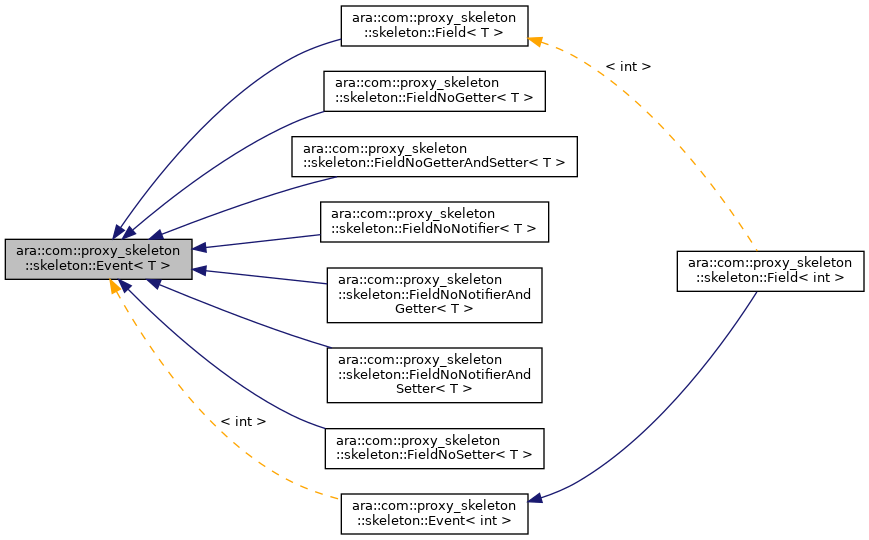 ara::com::proxy_skeleton
::skeleton::Field< T >
< int >
ara::com::proxy_skeleton
::skeleton::FieldNoGetter< T >
ara::com::proxy_skeleton
::skeleton::FieldNoGetterAndSetter< T >
ara::com::proxy_skeleton
::skeleton::FieldNoNotifier< T >
ara::com::proxy_skeleton
::skeleton::Event< T >
ara::com::proxy_skeleton
::skeleton::Field< int >
ara::com::proxy_skeleton
::skeleton::FieldNoNotifierAnd
Getter< T >
ara::com::proxy_skeleton
::skeleton::FieldNoNotifierAnd
Setter< T >
< int >
ara::com::proxy_skeleton
::skeleton::FieldNoSetter< T >
ara::com::proxy_skeleton
::skeleton::Event< int >